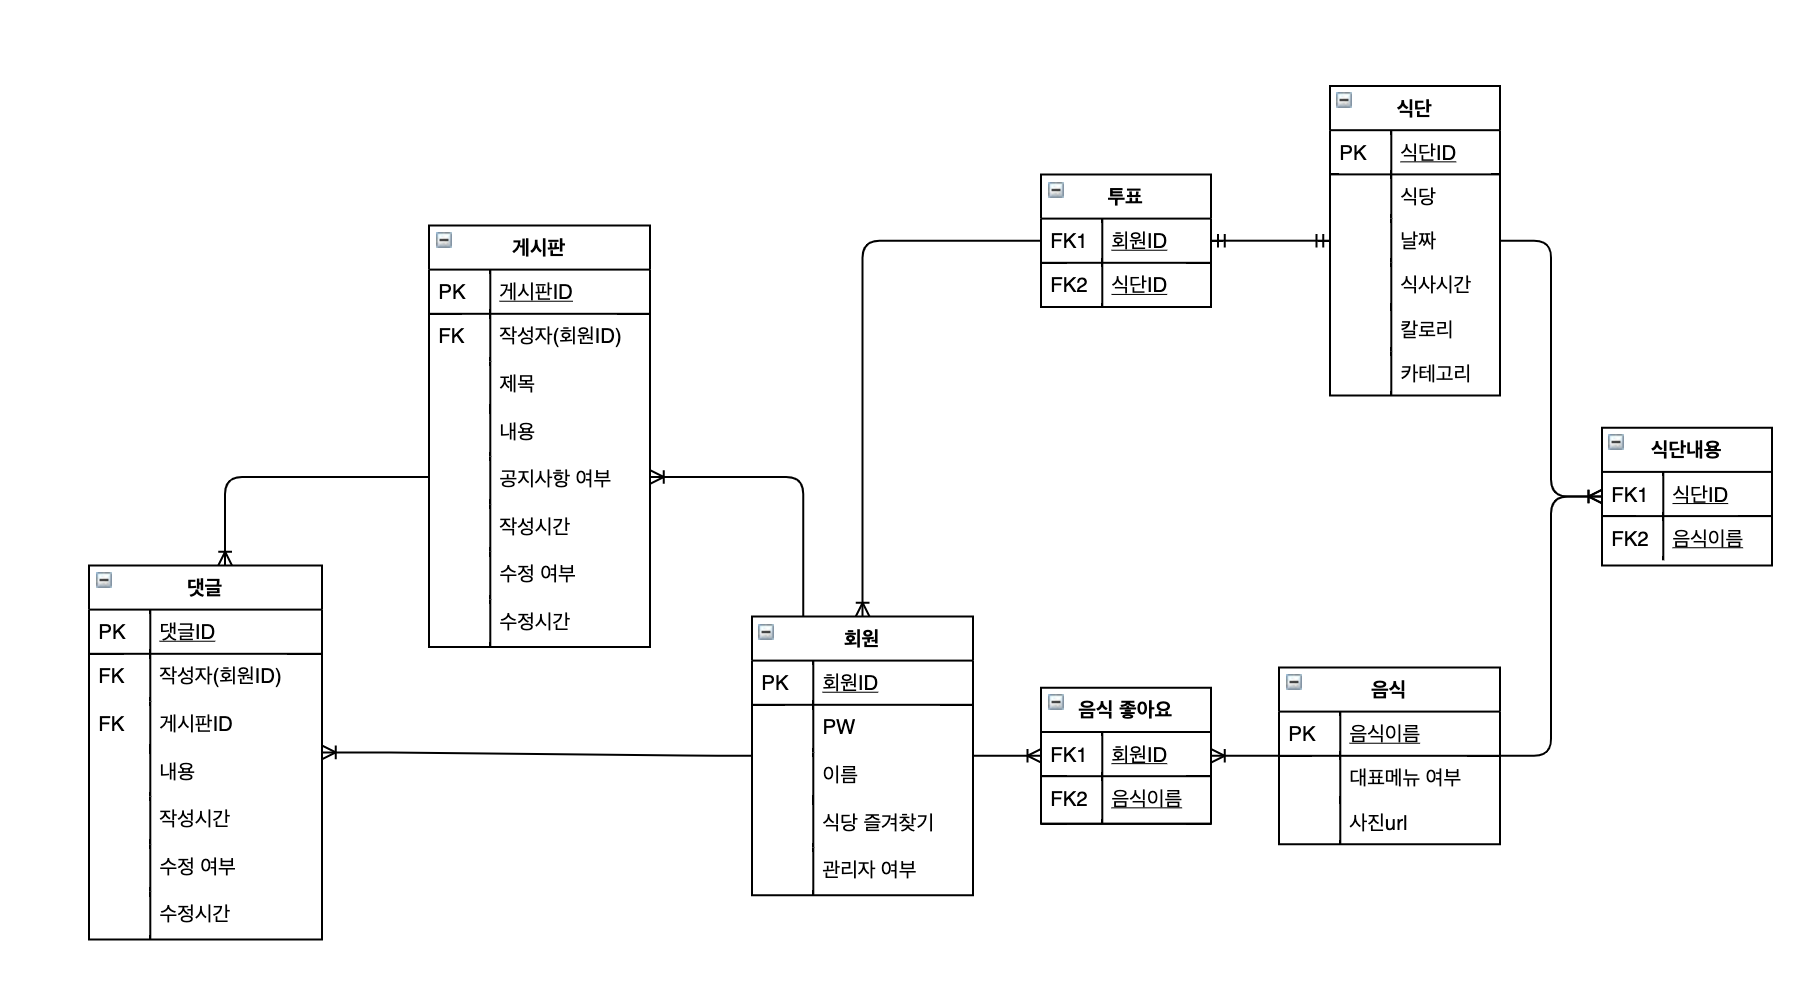 식단
PK 식단ID
식당
날짜
식사시간
칼로리
카테고리
투표
FK1 회원ID
FK2 식단ID
게시판
PK 게시판ID
FK 작성자(회원ID)
제목
내용
공지사항 여부
작성시간
수정 여부
수정시간
식단내용
FK1 식단ID
FK2 음식이름
댓글
PK 댓글ID
FK 작성자(회원ID)
FK 게시판ID
내용
작성시간
수정 여부
수정시간
회원
PK 회원ID
PW
이름
식당 즐겨찾기
관리자 여부
음식 좋아요
FK1 회원ID
FK2 음식이름
음식
PK 음식이름
대표메뉴 여부
사진url